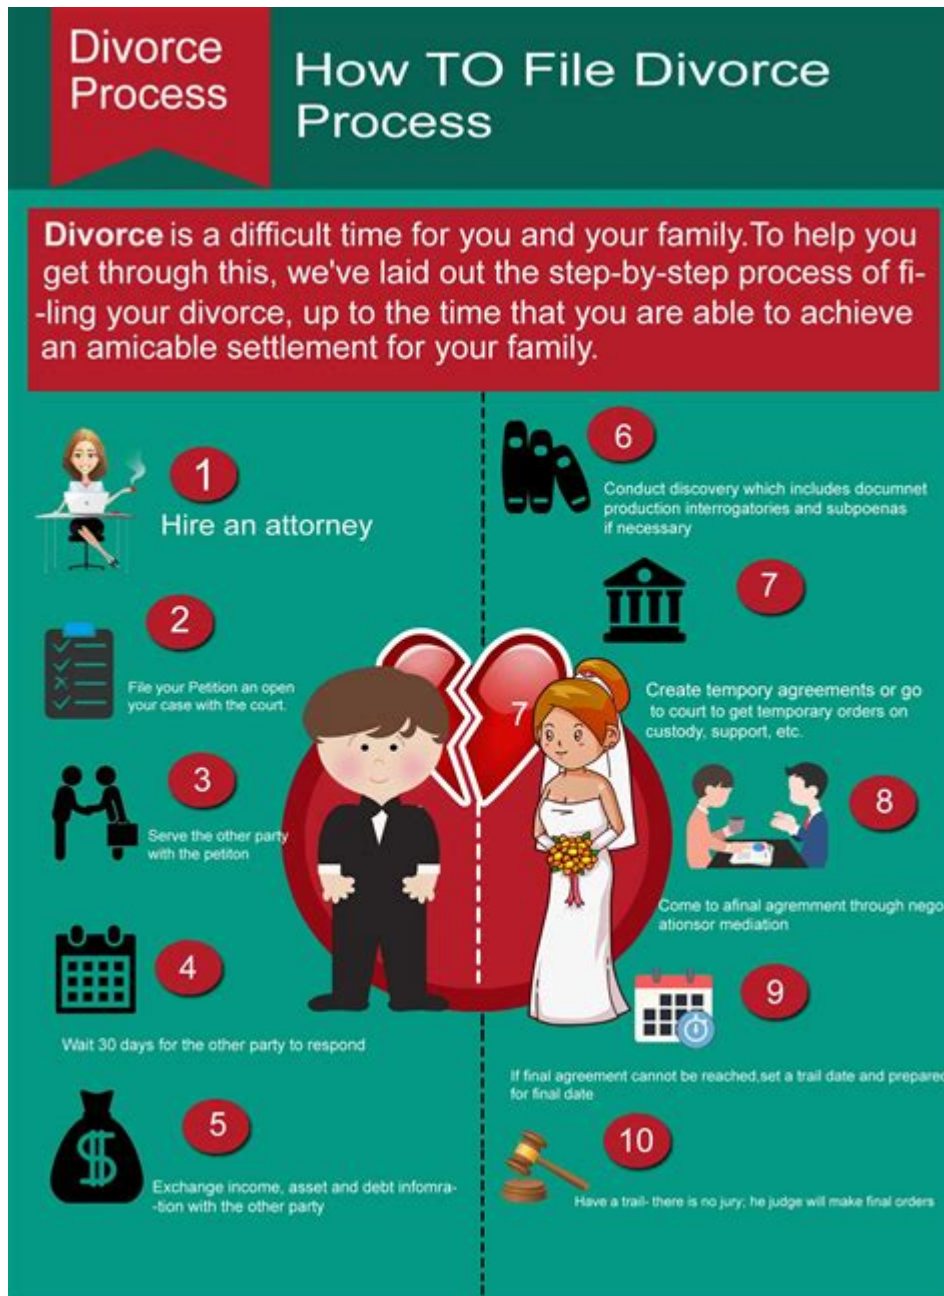 Divorce
Process
How TO File Divorce
Process
Divorce is a difficult time for you and your family.To help you
get through this, we've laid out the step-by-step process of fi-
-ling your divorce, up to the time that you are able to achieve
an amicable settlement for your family.
1
Hire an attorney
2
File your Petition an open
your case with the court.
3
Serve the other party
with the petiton
4
Wait 30 days for the other party to respond
5
Exchange income, asset and debt infomra-
-tion with the other party
6
Conduct discovery which includes documnet
production interrogatories and subpoenas
if necessary
7
7
Create tempory agreements or go
to court to get temporary orders on
custody, support, etc.
8
Come to afinal agremment through nego
ationsor mediation
9
If final agreement cannot be reached,set a trail date and prepared
for final date
10
Have a trail- there is no jury; he judge will make final orders